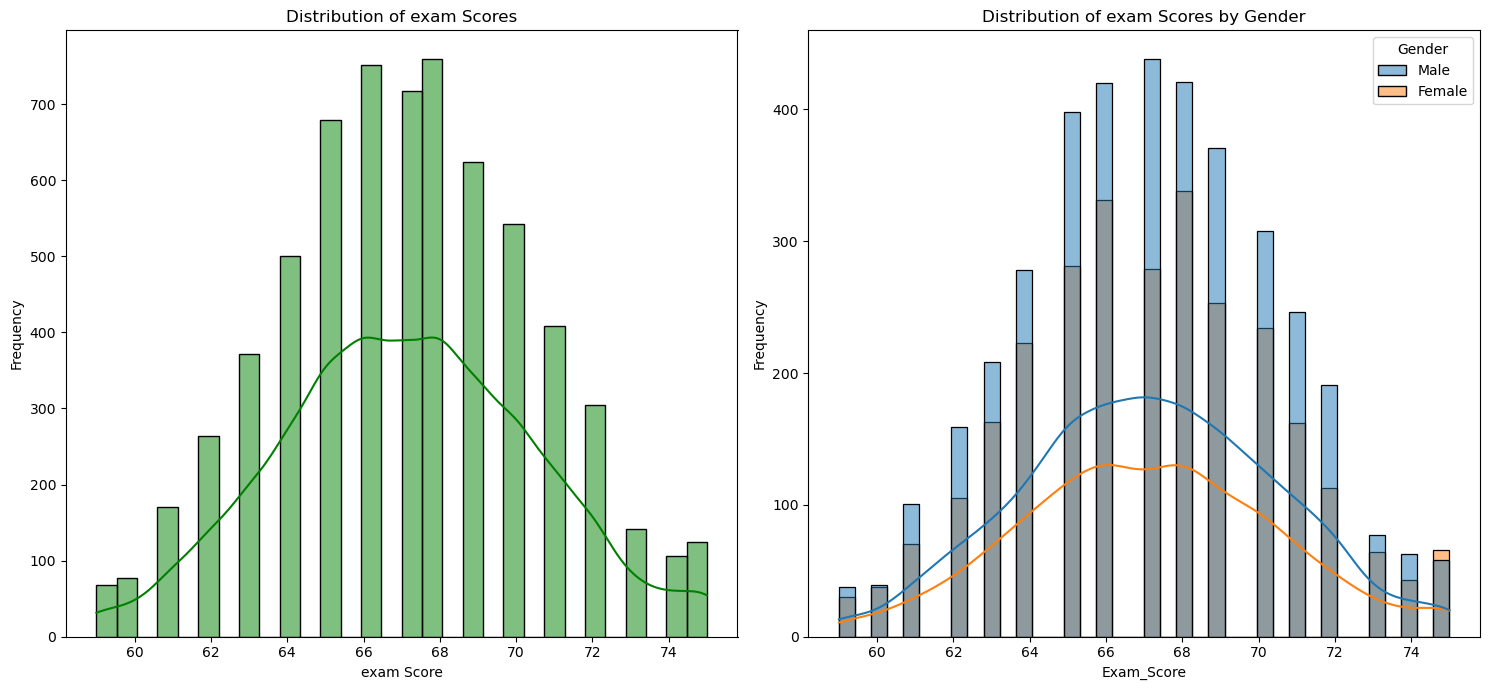 Distribution of exam Scores
Frequency
700
600
500
400
300
200
100
0
60 62 64 66 68 70 72 74
exam Score
Distribution of exam Scores by Gender
Gender
Male
Female
Frequency
400
300
200
100
0
60 62 64 66 68 70 72 74
Exam_Score